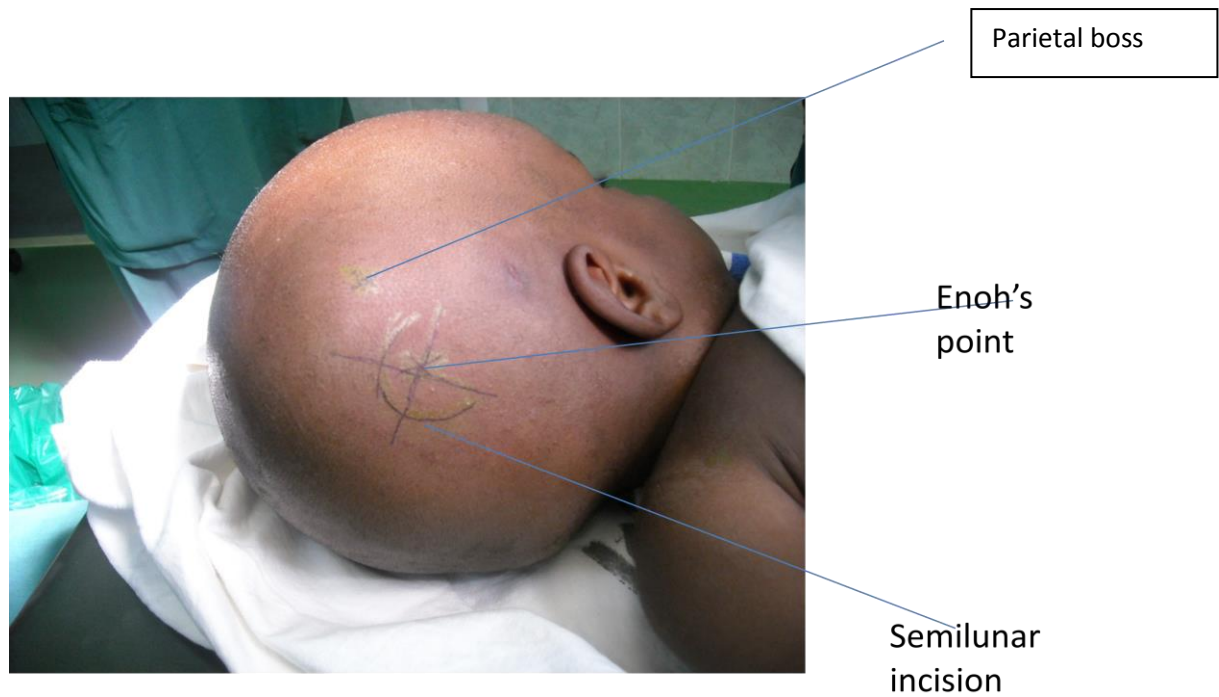 Parietal boss
Enoh’s
point
Semilunar
incision